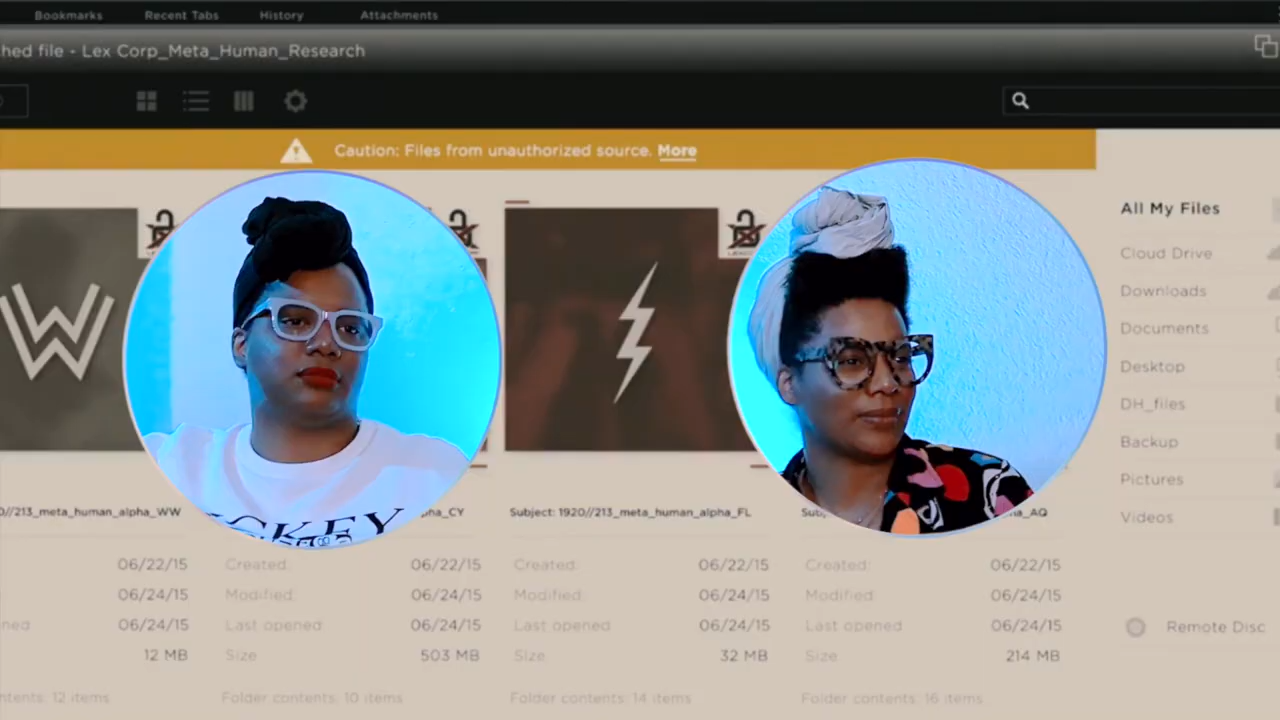 Bookmarks Recent Tabs History Attachments
hed file - Lex Corp_Meta_Human_Research
Caution: Files from unauthorized source. More
All My Files
Cloud Drive
Downloads
Documents
Desktop
DH_files
Backup
Pictures
Videos
Remote Disc
W
//213_meta_human_alpha_WW
ha_CY
Subject: 1920//213_meta_human_alpha_FL
a_AQ
06/22/15 Created: 06/22/15 Created: 06/22/15 Created: 06/22/15
06/24/15 Modified: 06/24/15 Modified: 06/24/15 Modified: 06/24/15
ned 06/24/15 Last opened 06/24/15 Last opened 06/24/15 Last opened 06/24/15
12 MB Size 503 MB Size 32 MB Size 214 MB
ntents: 12 items Folder contents: 10 items Folder contents: 14 items Folder contents: 16 items